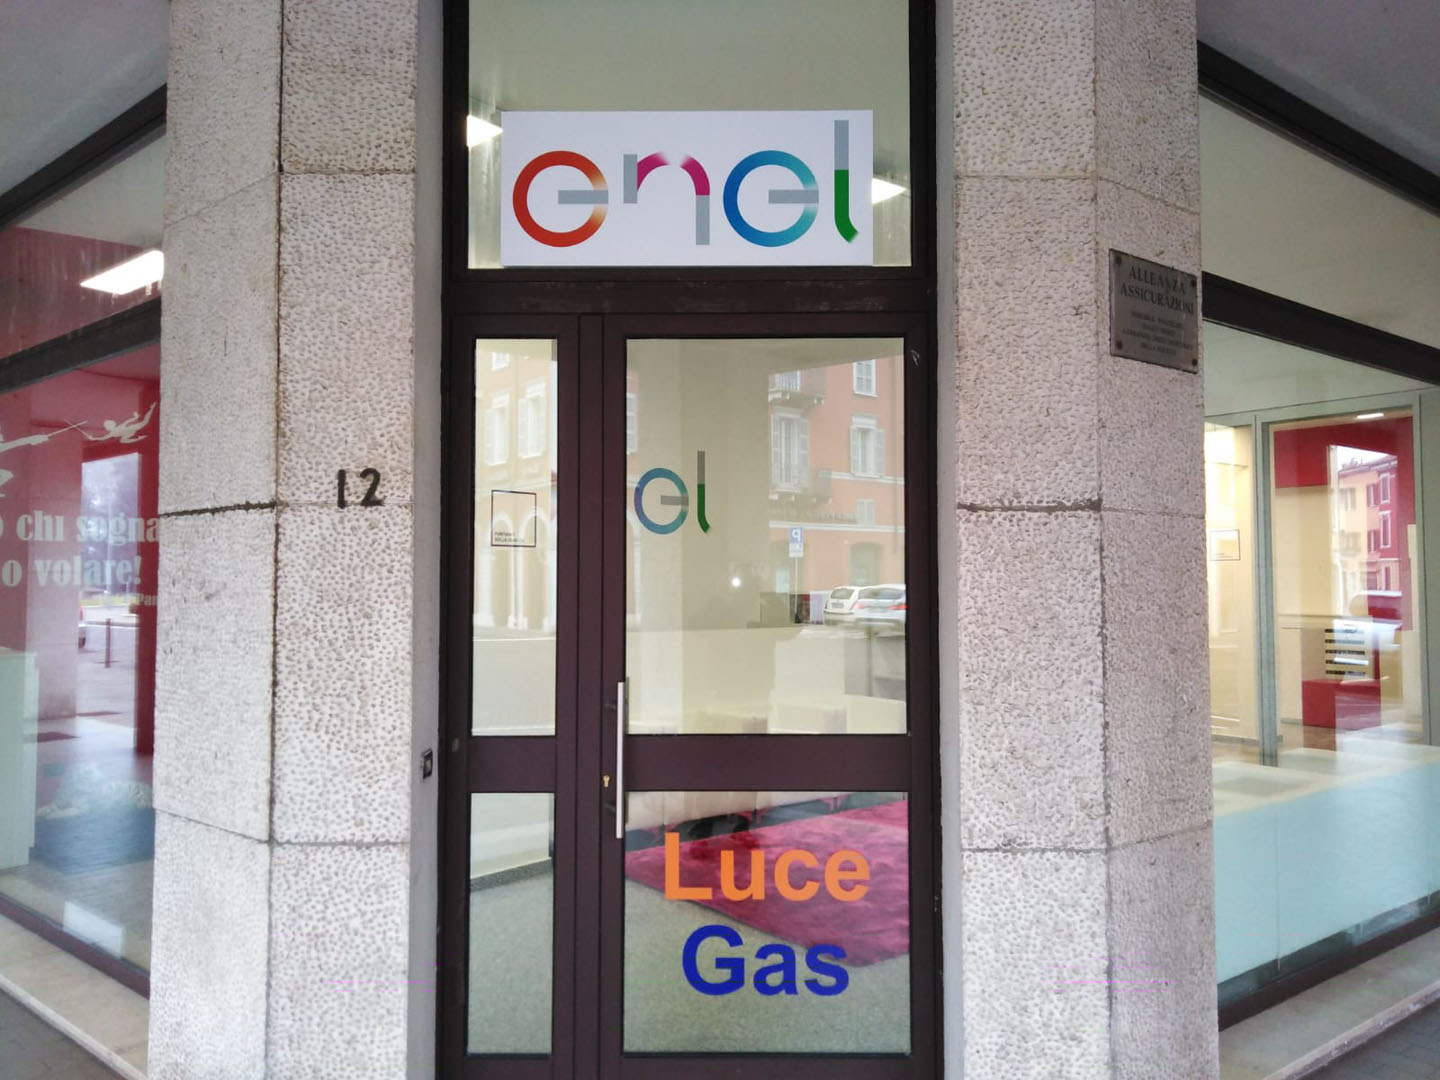 enel
ALLEANZA
ASSICURAZIONI
12
el
o chi sogna
o volare!
Luce
Gas